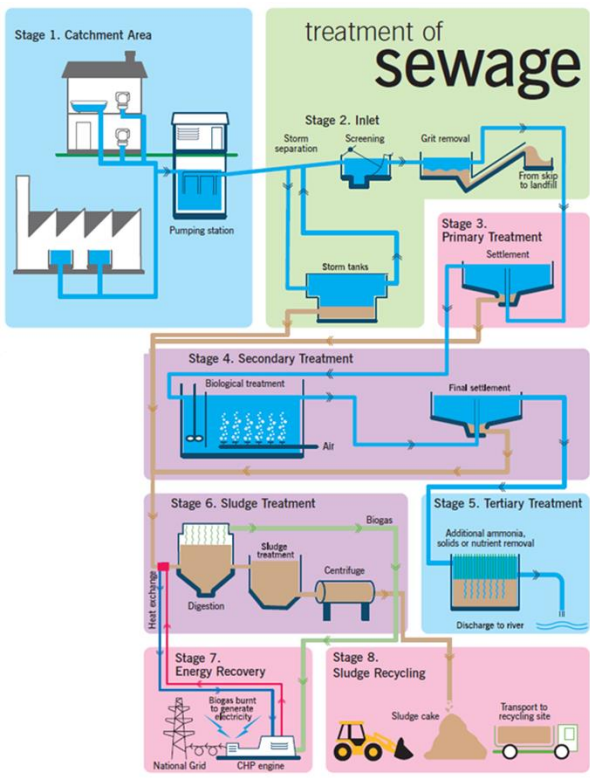 Stage 1. Catchment Area
treatment of
sewage
Stage 2. Inlet
Storm
separation
Screening
Grit removal
From skip
to landfill
Pumping station
Storm tanks
Stage 3.
Primary Treatment
Settlement
Stage 4. Secondary Treatment
Biological treatment
Final settlement
Air
Stage 6. Sludge Treatment
Biogas
Sludge
treatment
Centrifuge
Digestion
Heat exchange
Stage 5. Tertiary Treatment
Additional ammonia,
solids or nutrient removal
Discharge to river
Stage 7.
Energy Recovery
Biogas burnt
to generate
electricity
National Grid
CHP engine
Stage 8.
Sludge Recycling
Sludge cake
Transport to
recycling site